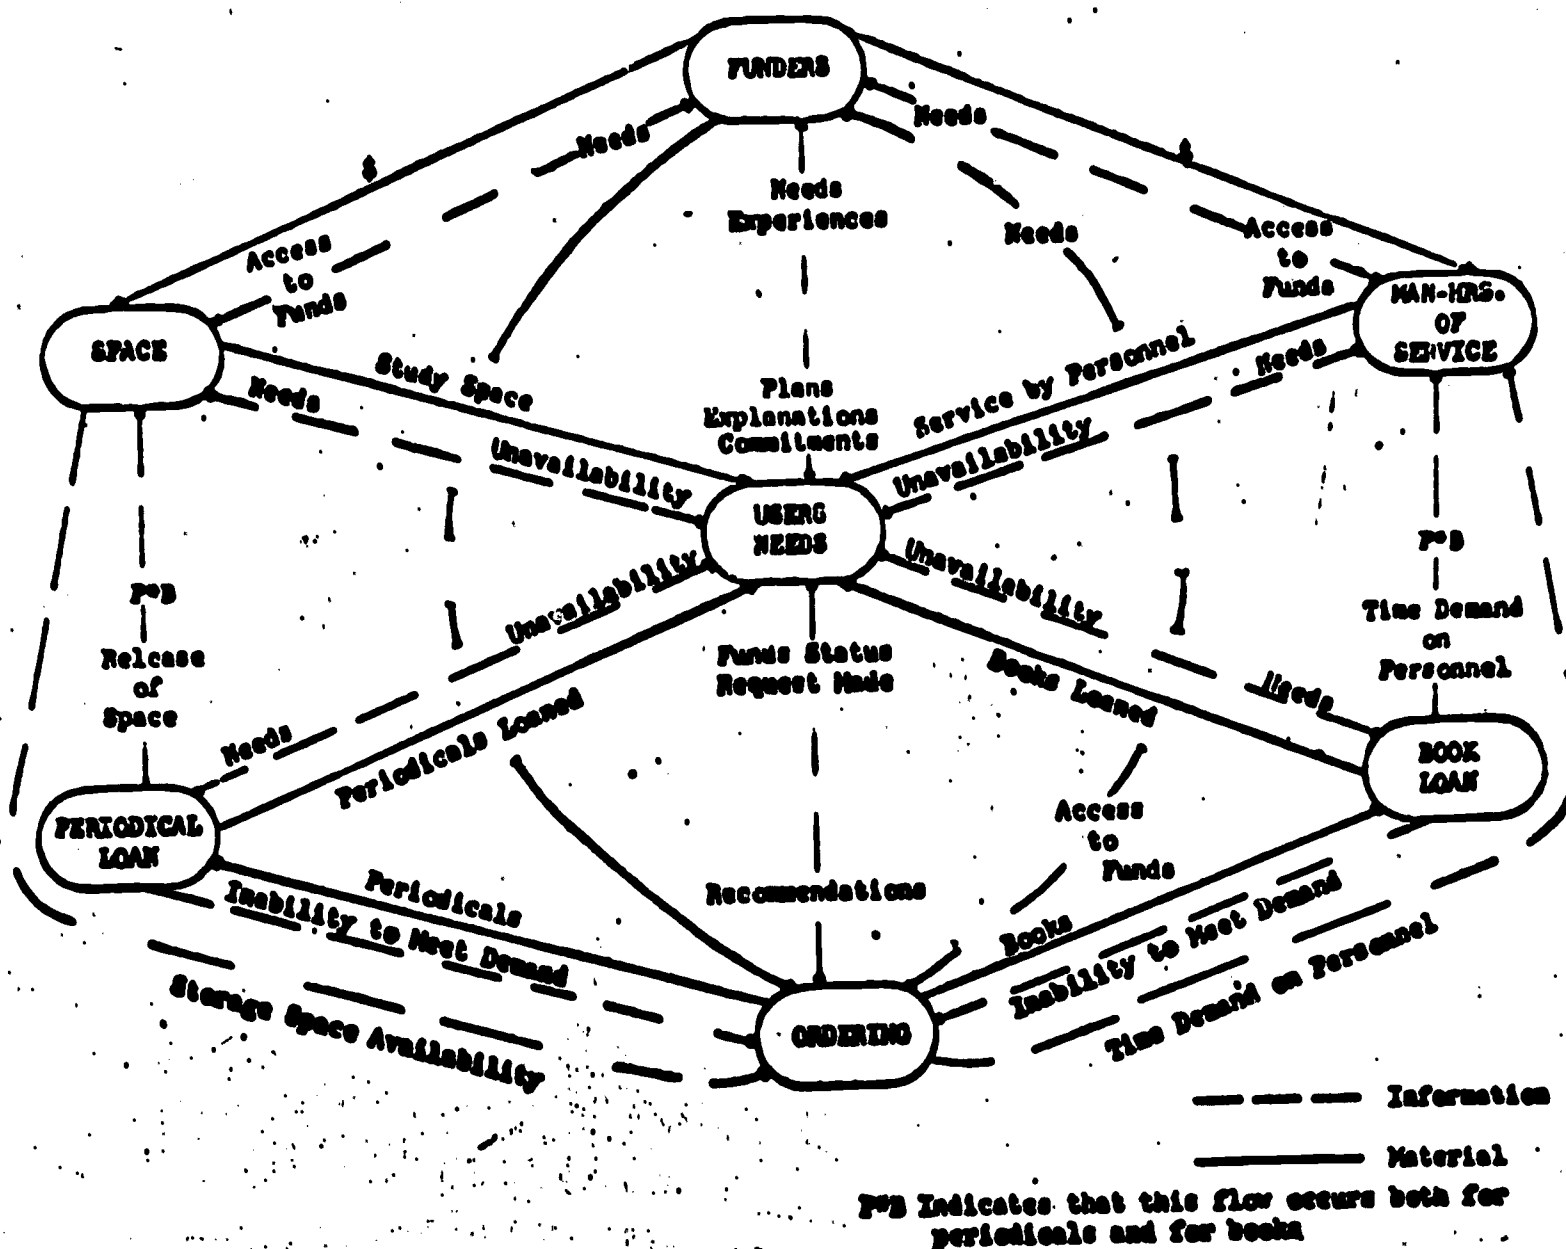 FUNDERS
Needs
Needs
$
$
Needs
Experiences
Needs
Access
to
Funds
Access
to
Funds
MAN-HRS.
OF
SERVICE
SPACE
Study Space
Service by Personnel
Needs
Needs
Plans
Explanations
Commitments
Unavailability
Unavailability
USERS
NEEDS
P*B
P*B
Unavailability
Unavailability
Release
of
Space
Time Demand
on
Personnel
Funds Status
Request Made
Books Loaned
Needs
Needs
Periodicals Loaned
BOOK
LOAN
PERIODICAL
LOAN
Access
to
Funds
Periodicals
Recommendations
Books
Inability to Meet Demand
Inability to Meet Demand
Storage Space Availability
Time Demand on Personnel
ORDERING
Information
Material
P*B Indicates that this flow occurs both for
periodicals and for books